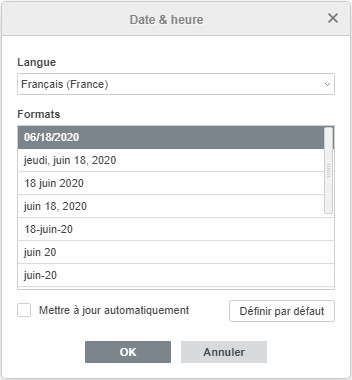 Date & heure
Langue
Français (France)
Formats
06/18/2020
jeudi, juin 18, 2020
18 juin 2020
juin 18, 2020
18-juin-20
juin 20
juin-20
Mettre à jour automatiquement
Définir par défaut
OK
Annuler